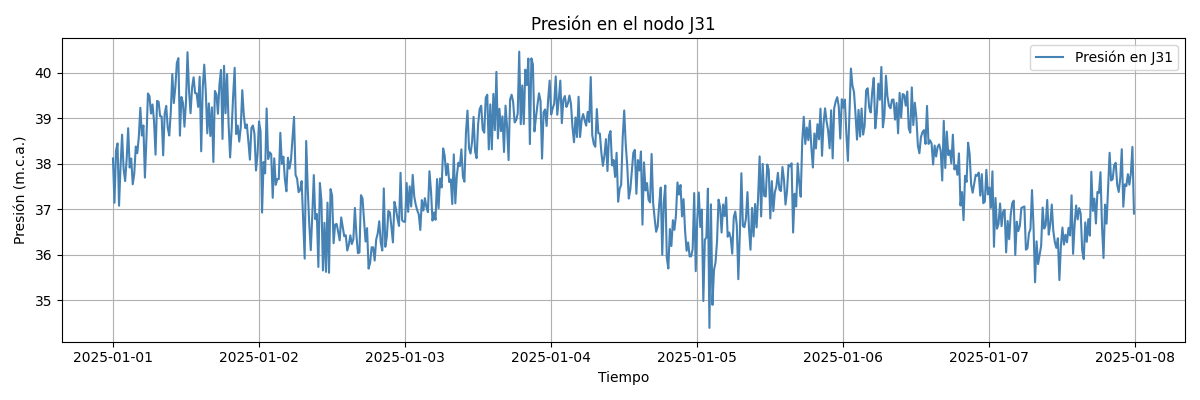 Presión en el nodo J31
Presión en J31
Presión (m.c.a.)
40
39
38
37
36
35
2025-01-01 2025-01-02 2025-01-03 2025-01-04 2025-01-05 2025-01-06 2025-01-07 2025-01-08
Tiempo